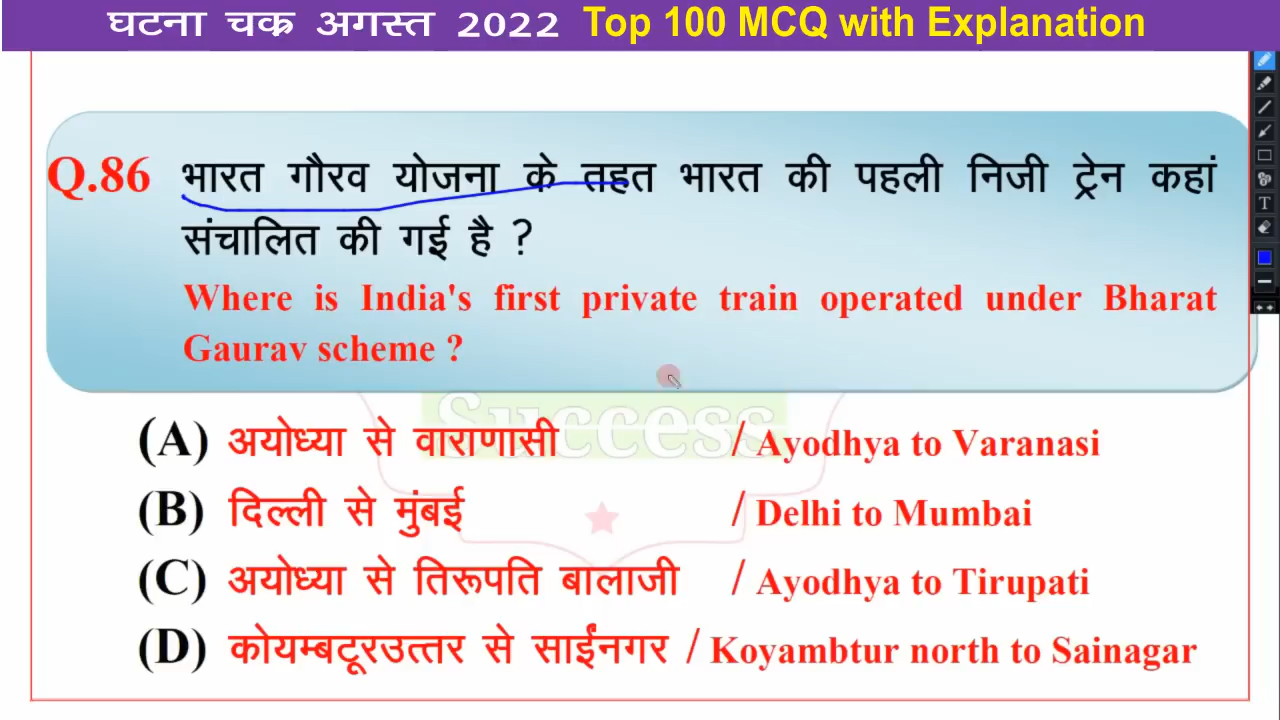 घटना चक्र अगस्त 2022 Top 100 MCQ with Explanation
Q.86 भारत गौरव योजना के तहत भारत की पहली निजी ट्रेन कहां
संचालित की गई है ?
Where is India's first private train operated under Bharat
Gaurav scheme ?
Success
(A) अयोध्या से वाराणासी / Ayodhya to Varanasi
(B) दिल्ली से मुंबई / Delhi to Mumbai
(C) अयोध्या से तिरूपति बालाजी / Ayodhya to Tirupati
(D) कोयम्बटूरउत्तर से साईंनगर / Koyambtur north to Sainagar